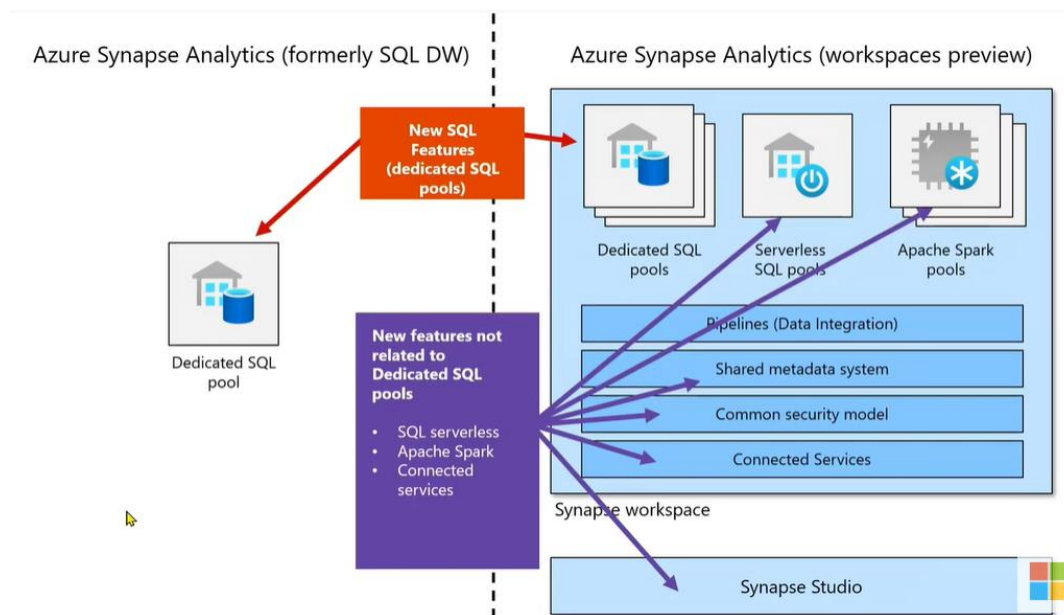 Azure Synapse Analytics (formerly SQL DW)
Azure Synapse Analytics (workspaces preview)
New SQL
Features
(dedicated SQL
pools)
Dedicated SQL
pools
Serverless
SQL pools
Apache Spark
pools
Dedicated SQL
pool
New features not
related to
Dedicated SQL
pools
• SQL serverless
• Apache Spark
• Connected
services
Pipelines (Data Integration)
Shared metadata system
Common security model
Connected Services
Synapse workspace
Synapse Studio